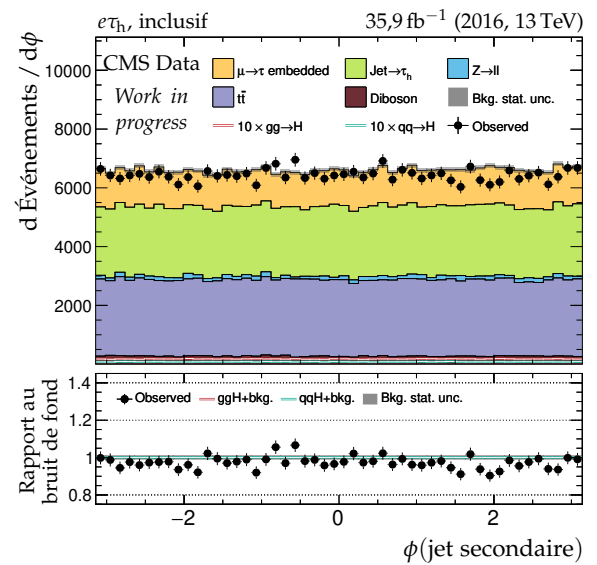 eτh, inclusif 35,9 fb⁻¹ (2016, 13 TeV)
d Événements / dϕ
10000
8000
6000
4000
2000
CMS Data
Work in
progress
μ→τ embedded Jet→τh Z→ll
tt̄ Diboson Bkg. stat. unc.
10 × gg→H 10 × qq→H Observed
Rapport au
bruit de fond
1.4
1.2
1
0.8
Observed ggH+bkg. qqH+bkg. Bkg. stat. unc.
−2 0 2
ϕ(jet secondaire)